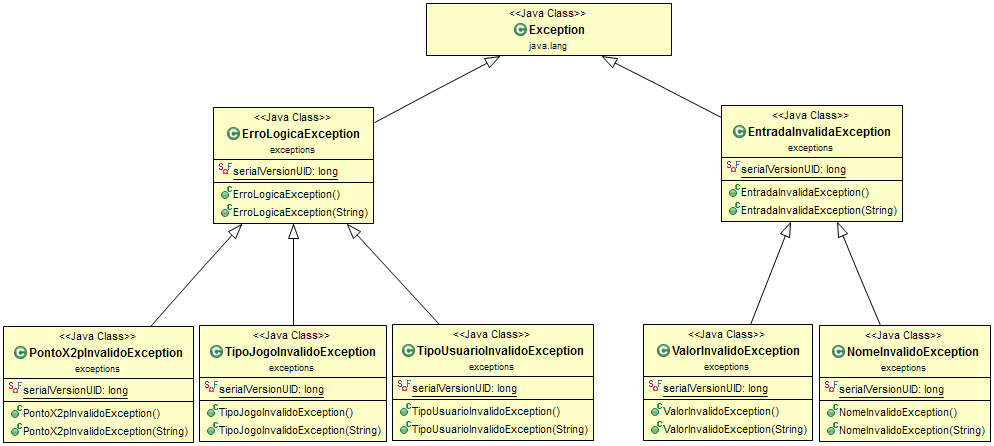 <<Java Class>>
Exception
java.lang
<<Java Class>>
ErroLogicaException
exceptions
serialVersionUID: long
ErroLogicaException()
ErroLogicaException(String)
<<Java Class>>
EntradaInvalidaException
exceptions
serialVersionUID: long
EntradaInvalidaException()
EntradaInvalidaException(String)
<<Java Class>>
PontoX2pInvalidoException
exceptions
serialVersionUID: long
PontoX2pInvalidoException()
PontoX2pInvalidoException(String)
<<Java Class>>
TipoJogoInvalidoException
exceptions
serialVersionUID: long
TipoJogoInvalidoException()
TipoJogoInvalidoException(String)
<<Java Class>>
TipoUsuarioInvalidoException
exceptions
serialVersionUID: long
TipoUsuarioInvalidoException()
TipoUsuarioInvalidoException(String)
<<Java Class>>
ValorInvalidoException
exceptions
serialVersionUID: long
ValorInvalidoException()
ValorInvalidoException(String)
<<Java Class>>
NomeInvalidoException
exceptions
serialVersionUID: long
NomeInvalidoException()
NomeInvalidoException(String)